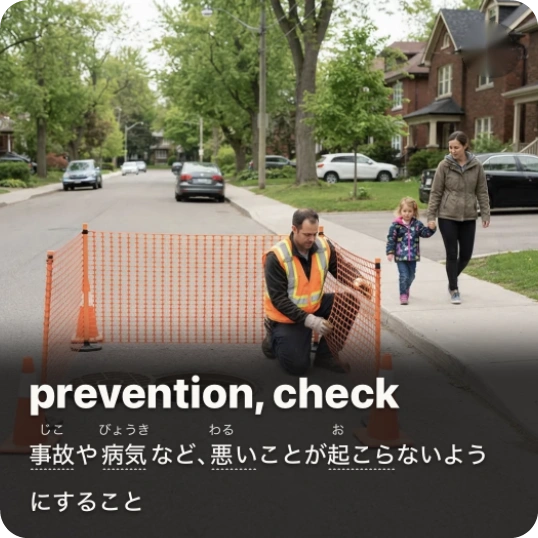 prevention, check
じこ びょうき わる お
事故や病気など、悪いことが起こらないよう
にすること